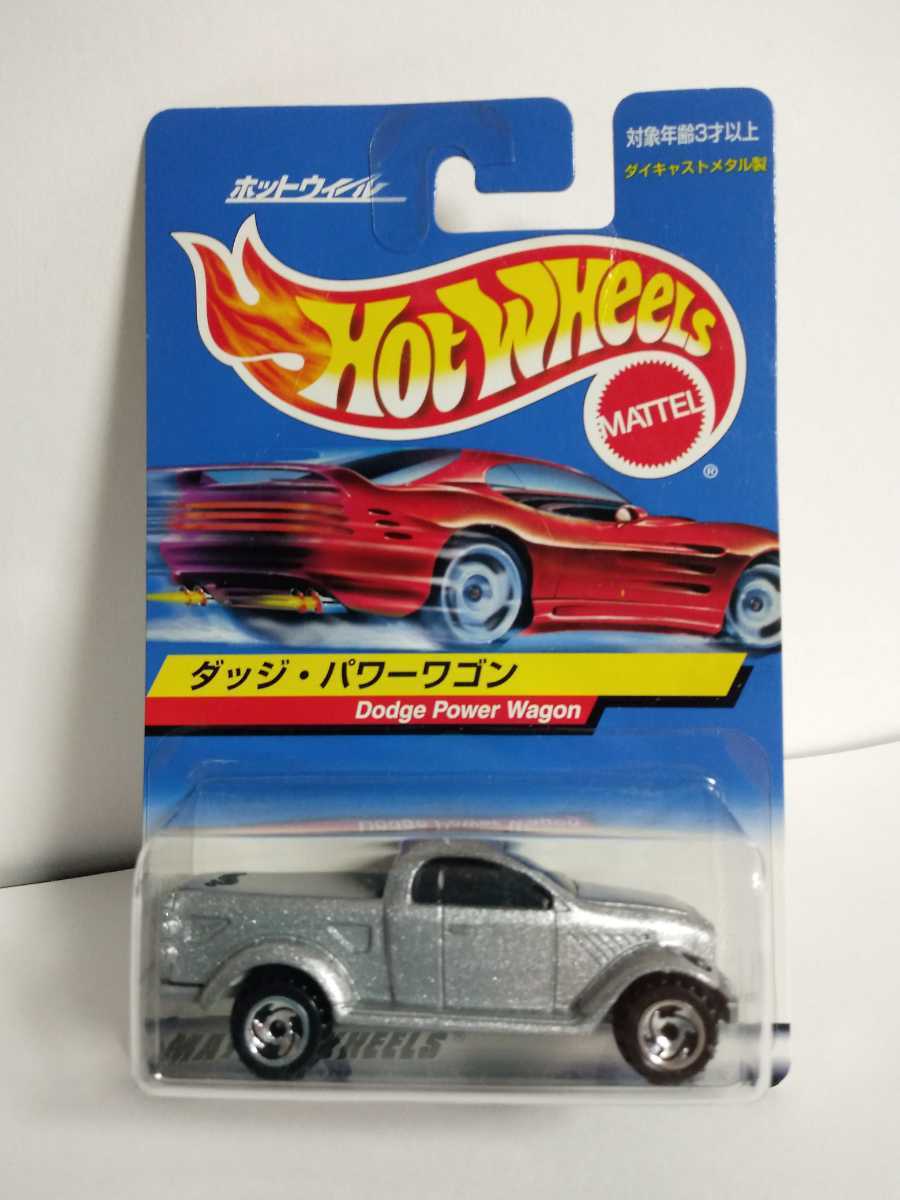 対象年齢3才以上
ダイキャストメタル製
ホットウィール
HOT WHEELS
MATTEL
®
ダッジ・パワーワゴン
Dodge Power Wagon
WHEELS